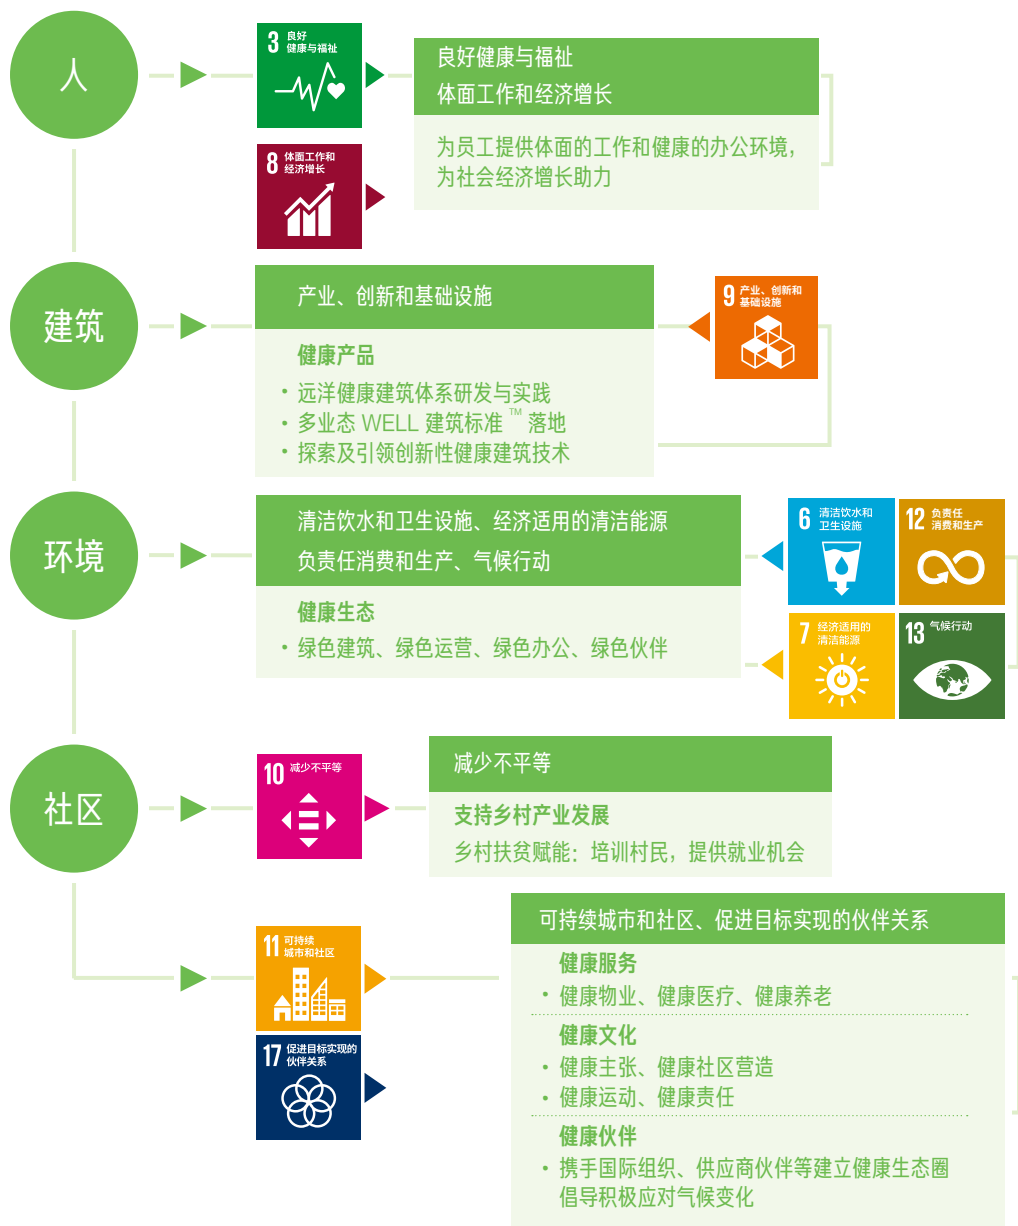 人
3 良好
健康与福祉
8 体面工作和
经济增长
良好健康与福祉
体面工作和经济增长
为员工提供体面的工作和健康的办公环境，
为社会经济增长助力
建筑
产业、创新和基础设施
健康产品
• 远洋健康建筑体系研发与实践
• 多业态 WELL 建筑标准 ™ 落地
• 探索及引领创新性健康建筑技术
9 产业、创新和
基础设施
环境
清洁饮水和卫生设施、经济适用的清洁能源
负责任消费和生产、气候行动
健康生态
• 绿色建筑、绿色运营、绿色办公、绿色伙伴
6 清洁饮水和
卫生设施
12 负责任
消费和生产
7 经济适用的
清洁能源
13 气候行动
社区
10 减少不平等
减少不平等
支持乡村产业发展
乡村扶贫赋能：培训村民，提供就业机会
11 可持续
城市和社区
17 促进目标实现的
伙伴关系
可持续城市和社区、促进目标实现的伙伴关系
健康服务
• 健康物业、健康医疗、健康养老
健康文化
• 健康主张、健康社区营造
• 健康运动、健康责任
健康伙伴
• 携手国际组织、供应商伙伴等建立健康生态圈
倡导积极应对气候变化